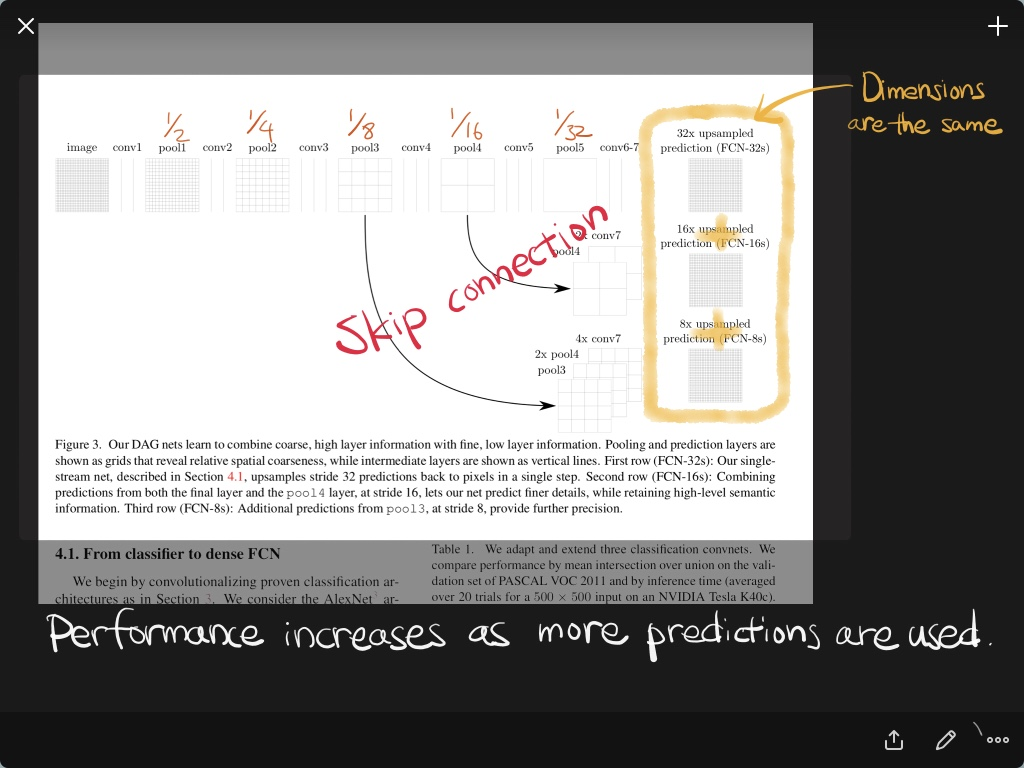 Dimensions
are the same
1/2 1/4 1/8 1/16 1/32
image conv1 pool1 conv2 pool2 conv3 pool3 conv4 pool4 conv5 pool5 conv6-7
32x upsampled
prediction (FCN-32s)
16x upsampled
prediction (FCN-16s)
2x conv7
pool4
Skip connection
8x upsampled
prediction (FCN-8s)
4x conv7
2x pool4
pool3
Figure 3. Our DAG nets learn to combine coarse, high layer information with fine, low layer information. Pooling and prediction layers are
shown as grids that reveal relative spatial coarseness, while intermediate layers are shown as vertical lines. First row (FCN-32s): Our single-
stream net, described in Section 4.1, upsamples stride 32 predictions back to pixels in a single step. Second row (FCN-16s): Combining
predictions from both the final layer and the pool4 layer, at stride 16, lets our net predict finer details, while retaining high-level semantic
information. Third row (FCN-8s): Additional predictions from pool3, at stride 8, provide further precision.
4.1. From classifier to dense FCN
We begin by convolutionalizing proven classification ar-
chitectures as in Section 3. We consider the AlexNet ar-
Table 1. We adapt and extend three classification convnets. We
compare performance by mean intersection over union on the vali-
dation set of PASCAL VOC 2011 and by inference time (averaged
over 20 trials for a 500 × 500 input on an NVIDIA Tesla K40c).
Performance increases as more predictions are used.